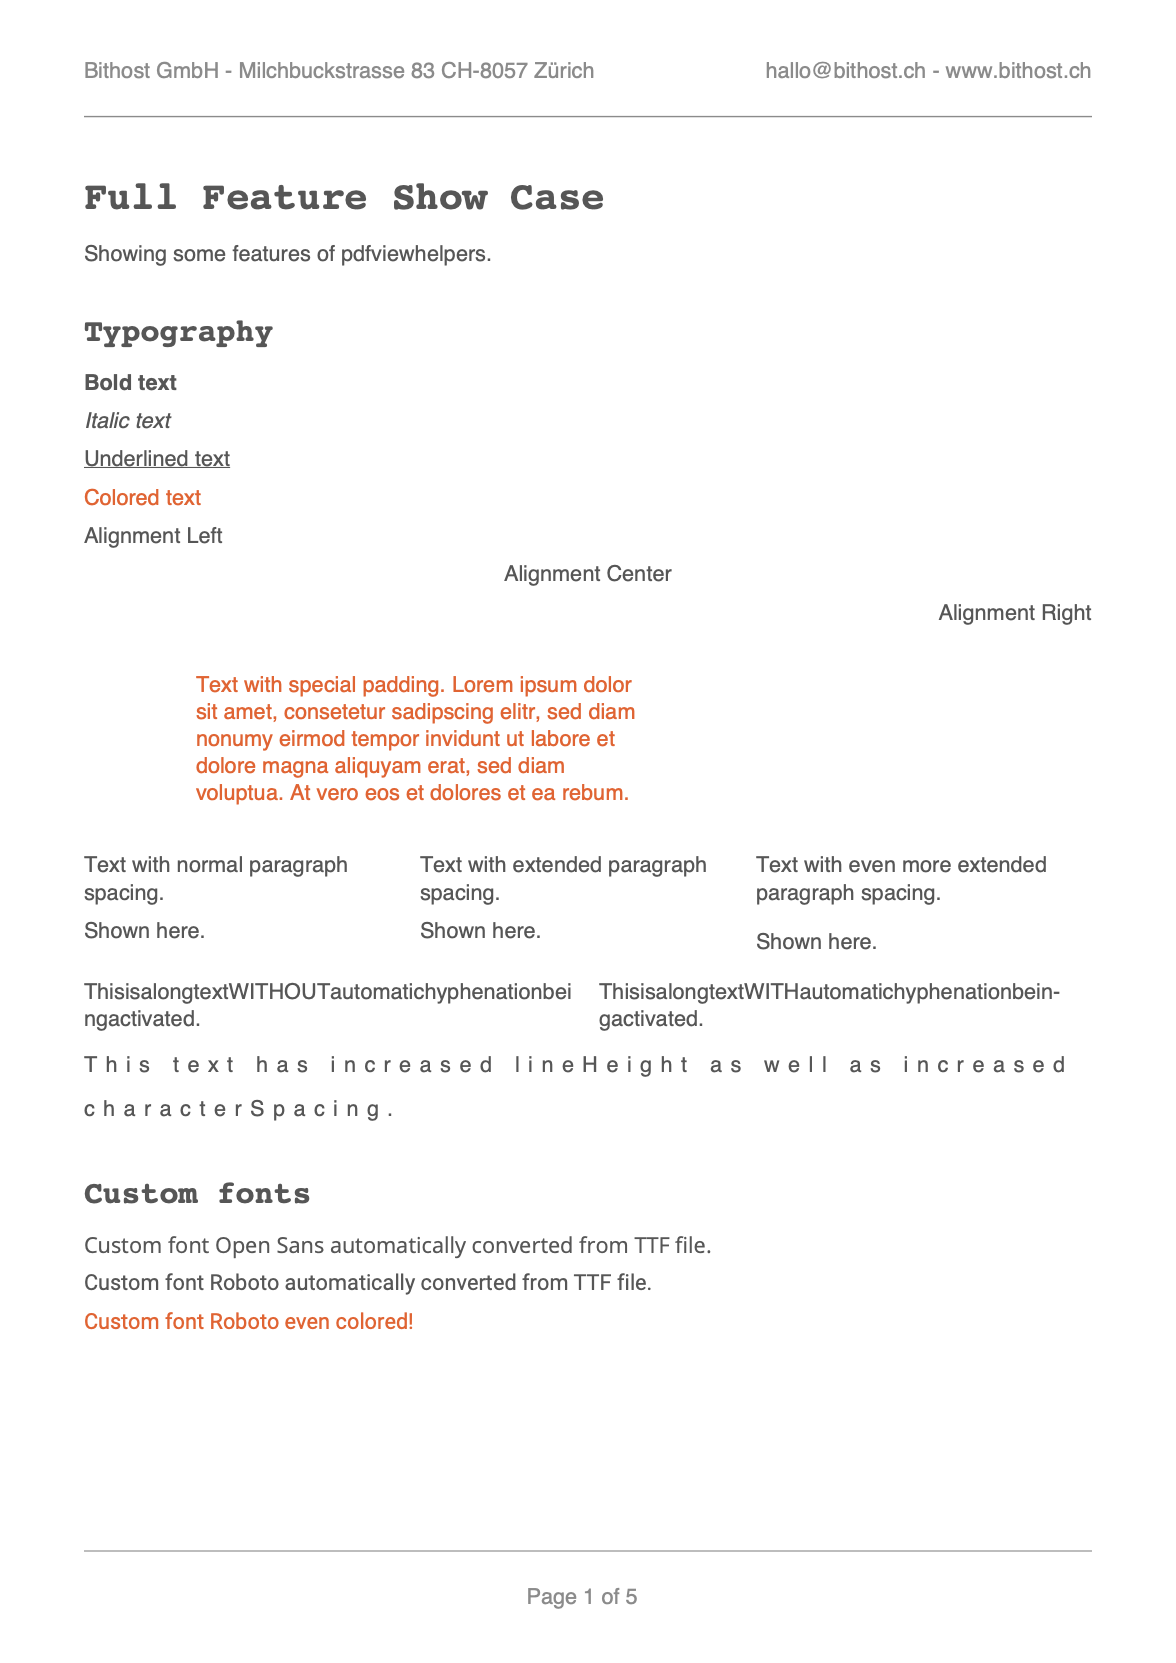 Bithost GmbH - Milchbuckstrasse 83 CH-8057 Zürich
hallo@bithost.ch - www.bithost.ch
Full Feature Show Case
Showing some features of pdfviewhelpers.
Typography
Bold text
Italic text
Underlined text
Colored text
Alignment Left
Alignment Center
Alignment Right
Text with special padding. Lorem ipsum dolor
sit amet, consetetur sadipscing elitr, sed diam
nonumy eirmod tempor invidunt ut labore et
dolore magna aliquyam erat, sed diam
voluptua. At vero eos et dolores et ea rebum.
Text with normal paragraph
spacing.
Shown here.
Text with extended paragraph
spacing.
Shown here.
Text with even more extended
paragraph spacing.
Shown here.
ThisisalongtextWITHOUTautomatichyphenationbei
ngactivated.
ThisisalongtextWITHautomatichyphenationbein-
gactivated.
This text has increased lineHeight as well as increased
characterSpacing.
Custom fonts
Custom font Open Sans automatically converted from TTF file.
Custom font Roboto automatically converted from TTF file.
Custom font Roboto even colored!
Page 1 of 5